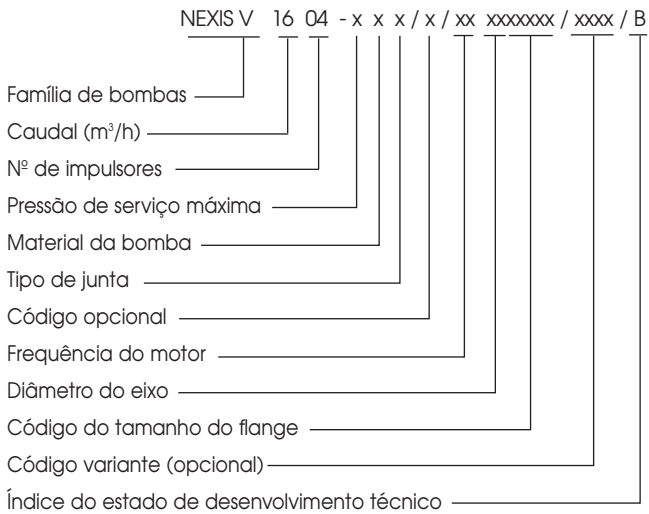 NEXIS V 16 04 - x x x / x / xx xxxxxxx / xxxx / B
Família de bombas
Caudal (m³/h)
Nº de impulsores
Pressão de serviço máxima
Material da bomba
Tipo de junta
Código opcional
Frequência do motor
Diâmetro do eixo
Código do tamanho do flange
Código variante (opcional)
Índice do estado de desenvolvimento técnico